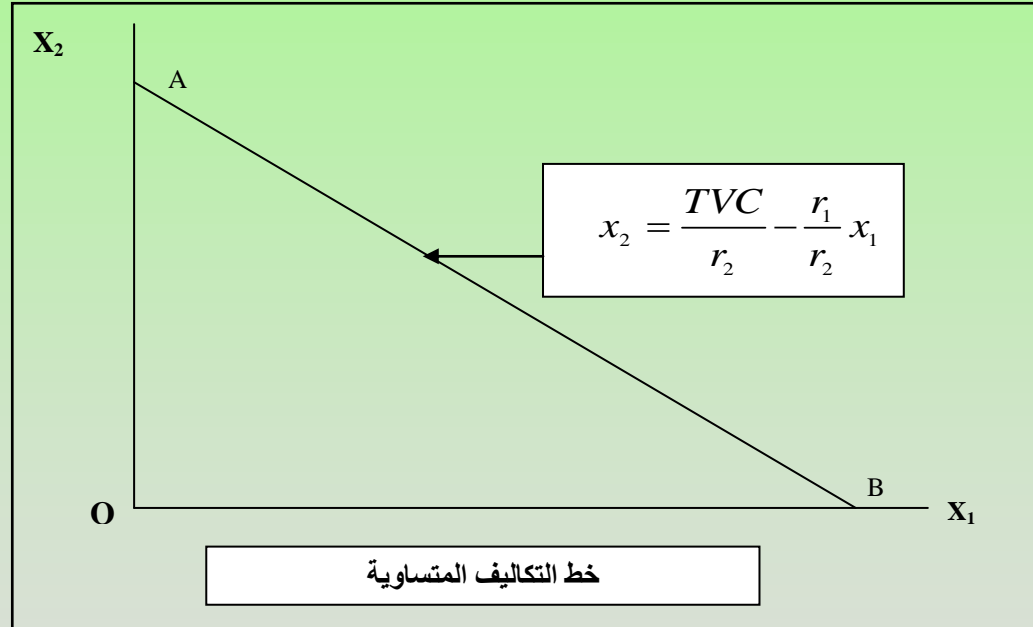 X₂
A
x₂ = TVC/r₂ − r₁/r₂ x₁
B
O
X₁
خط التكاليف المتساوية